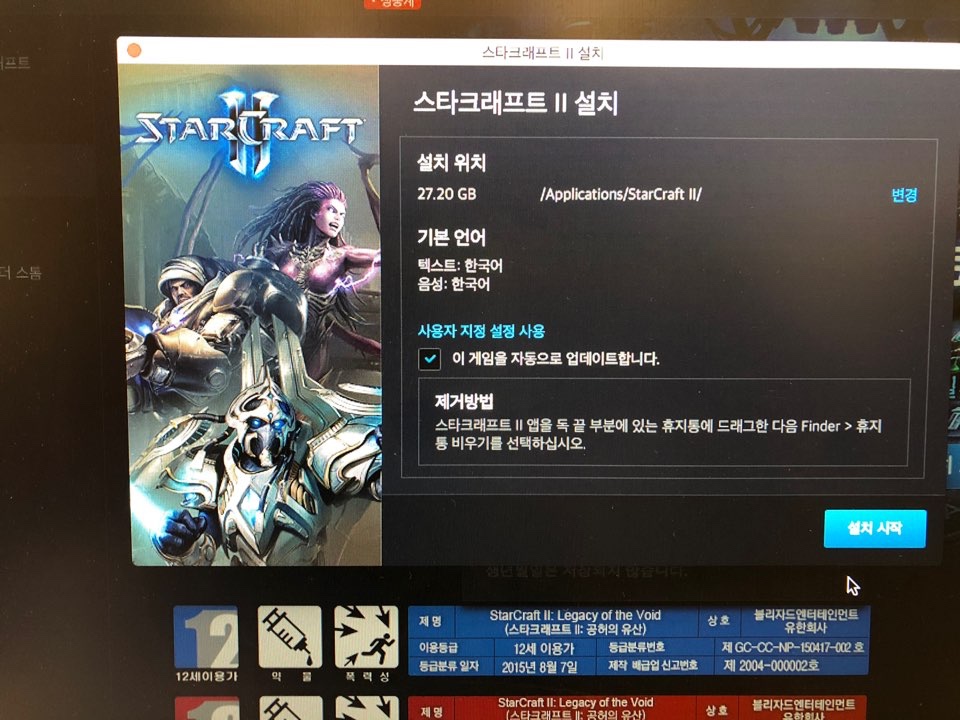 생중계
스타크래프트 II 설치
STARCRAFT
II
스타크래프트 II 설치
설치 위치
27.20 GB /Applications/StarCraft II/ 변경
기본 언어
텍스트: 한국어
음성: 한국어
더 스톰
사용자 지정 설정 사용
이 게임을 자동으로 업데이트합니다.
제거방법
스타크래프트 II 앱을 독 끝 부분에 있는 휴지통에 드래그한 다음 Finder > 휴지
통 비우기를 선택하십시오.
설치 시작
12
12세이용가
약 물
폭 력 성
제 명 StarCraft II: Legacy of the Void
(스타크래프트 II: 공허의 유산)
상 호 블리자드엔터테인먼트
유한회사
이용등급 12세 이용가 등급분류번호 제 GC-CC-NP-150417-002 호
등급분류 일자 2015년 8월 7일 제작 배급업 신고번호 제 2004-000002호
제 명 StarCraft II: Legacy of the Void
(스타크래프트 II: 공허의 유산)
상 호 블리자드엔터테인먼트
유한회사